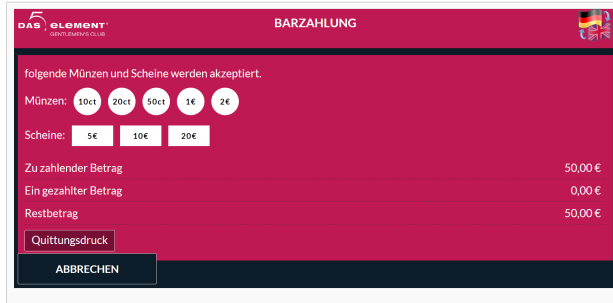 DAS 5. ELEMENT
GENTLEMEN'S CLUB
BARZAHLUNG
folgende Münzen und Scheine werden akzeptiert.
Münzen: 10ct 20ct 50ct 1€ 2€
Scheine: 5€ 10€ 20€
Zu zahlender Betrag 50,00 €
Ein gezahlter Betrag 0,00 €
Restbetrag 50,00 €
Quittungsdruck
ABBRECHEN